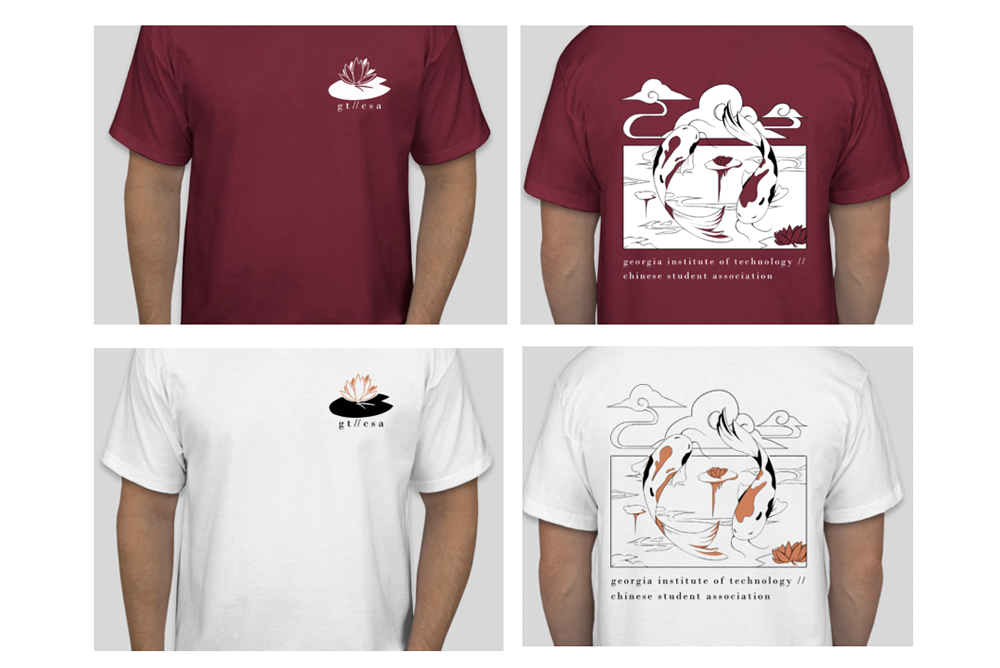 gt//csa
georgia institute of technology //
chinese student association
gt//csa
georgia institute of technology //
chinese student association